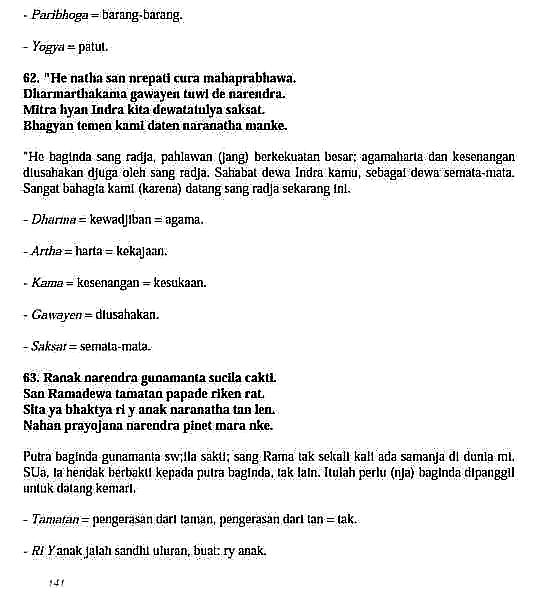 - Paribhoga = barang-barang.
- Yogya = patut.
62. "He natha san nrepati cura mahaprabhawa.
Dharmarthakama gawayen tuwi de narendra.
Mitra hyan Indra kita dewatatulya saksat.
Bhagyan temen kami daten naranatha manke.
"He baginda sang radja, pahlawan (jang) berkekuatan besar; agamaharta dan kesenangan
diusahakan djuga oleh sang radja. Sahabat dewa Indra kamu, sebagai dewa semata-mata.
Sangat bahagia kami (karena) datang sang radja sekarang ini.
- Dharma = kewadjiban = agama.
- Artha = harta = kekajaan.
- Kama = kesenangan = kesukaan.
- Gawayen = diusahakan.
- Saksat = semata-mata.
63. Ranak narendra gunamanta sucila cakti.
San Ramadewa tamatan papade riken rat.
Sita ya bhaktya ri y anak naranatha tan len.
Nahan prayojana narendra pinet mara nke.
Putra baginda gunamanta sw;ila sakti; sang Rama tak sekali kali ada samanja di dunia mi.
SUa, ia hendak berbakti kepada putra baginda, tak lain. Itulah perlu (nja) baginda dipanggil
untuk datang kemari.
- Tamatan = pengerasan dari taman, pengerasan dari tan = tak.
- RI Y anak jalah sandhi uluran, buat: ry anak.
141